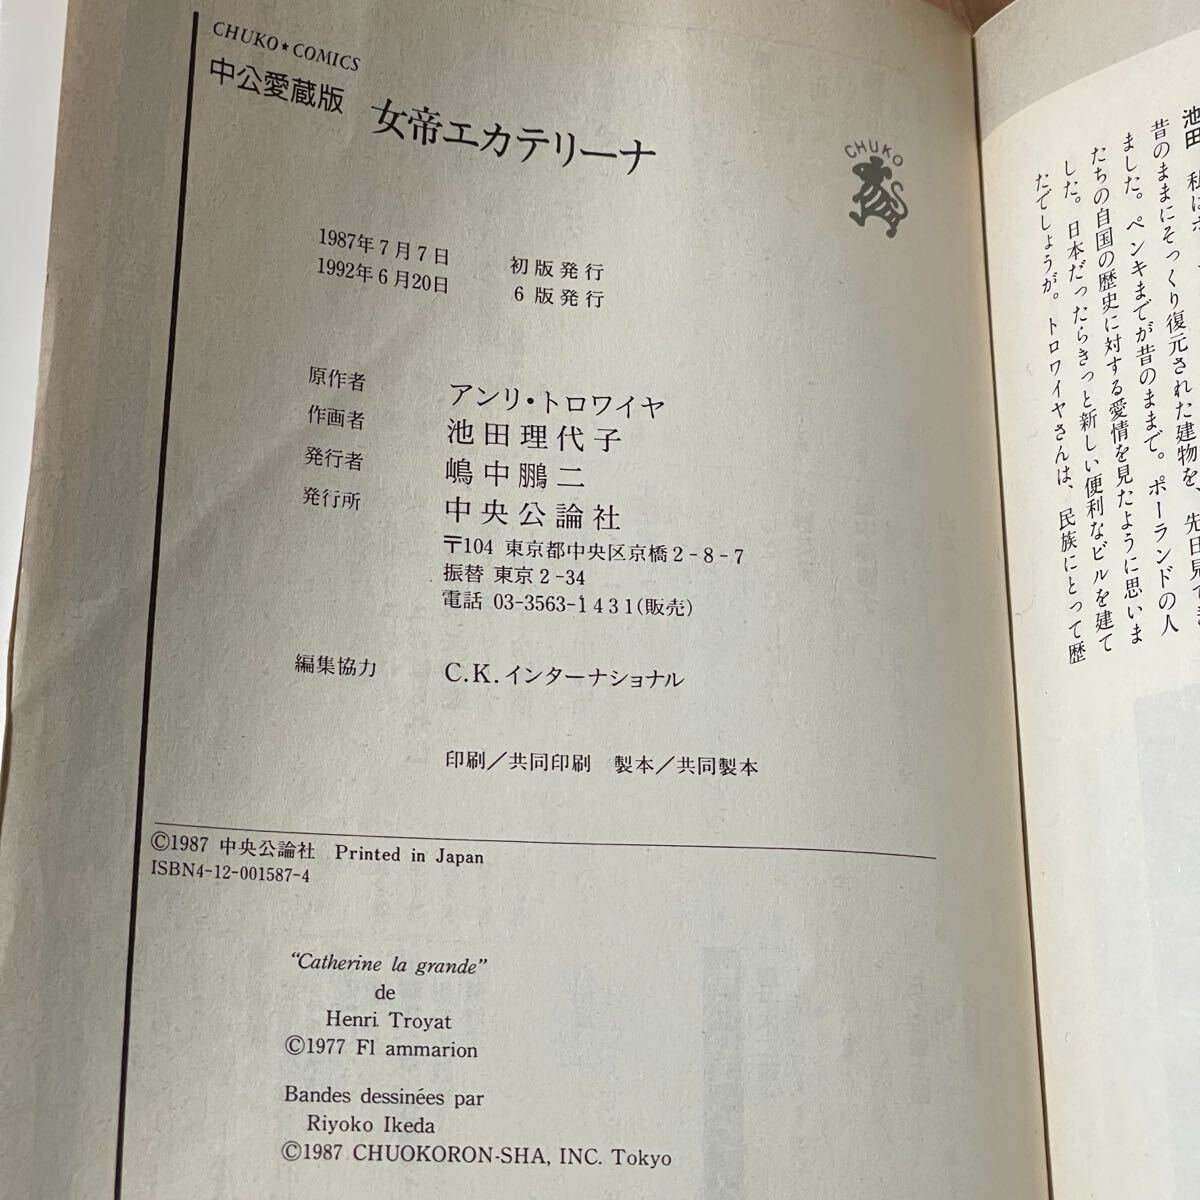 CHUKO★COMICS
中公愛蔵版
女帝エカテリーナ
CHUKO
1987年7月7日 初版発行
1992年6月20日 6版発行
原作者 アンリ・トロワイヤ
作画者 池田理代子
発行者 嶋中鵬二
発行所 中央公論社
〒104 東京都中央区京橋2-8-7
振替 東京2-34
電話 03-3563-1431(販売)
編集協力 C.K.インターナショナル
印刷／共同印刷 製本／共同製本
©1987 中央公論社 Printed in Japan
ISBN4-12-001587-4
“Catherine la grande”
de
Henri Troyat
©1977 Fl ammarion
Bandes dessinées par
Riyoko Ikeda
©1987 CHUOKORON-SHA, INC. Tokyo
池田 私は
昔のままにそっくり復元された建物を、先日見てき
ました。ペンキまでが昔のままで。ポーランドの人
たちの自国の歴史に対する愛情を見たように思いま
した。日本だったらきっと新しい便利なビルを建て
たでしょうが。トロワイヤさんは、民族にとって歴